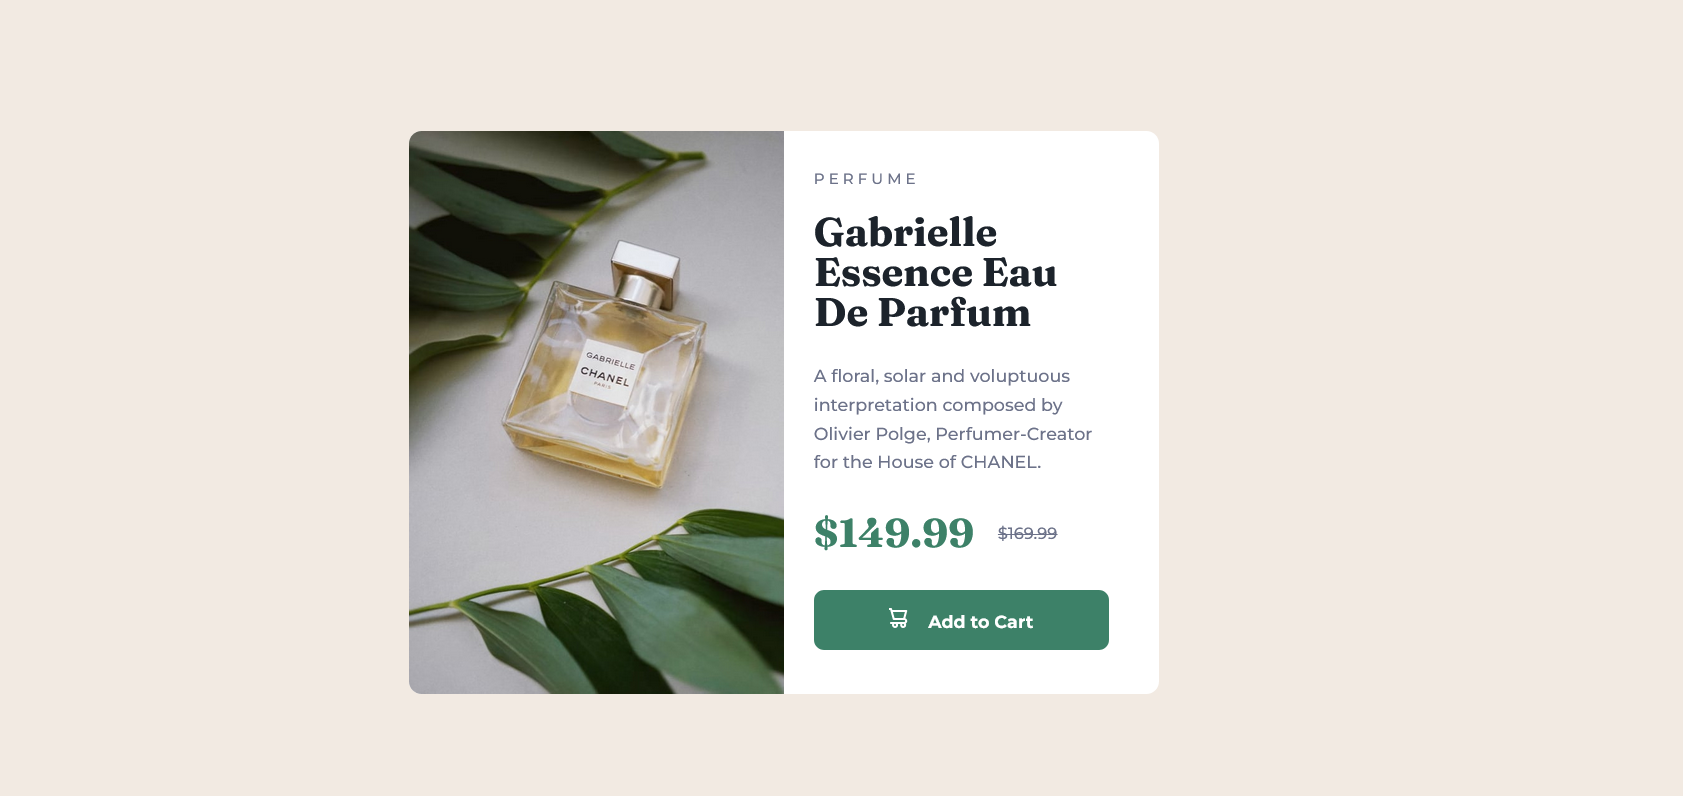 PERFUME
Gabrielle
Essence Eau
De Parfum
GABRIELLE
CHANEL
PARIS
A floral, solar and voluptuous
interpretation composed by
Olivier Polge, Perfumer-Creator
for the House of CHANEL.
$149.99 $169.99
Add to Cart